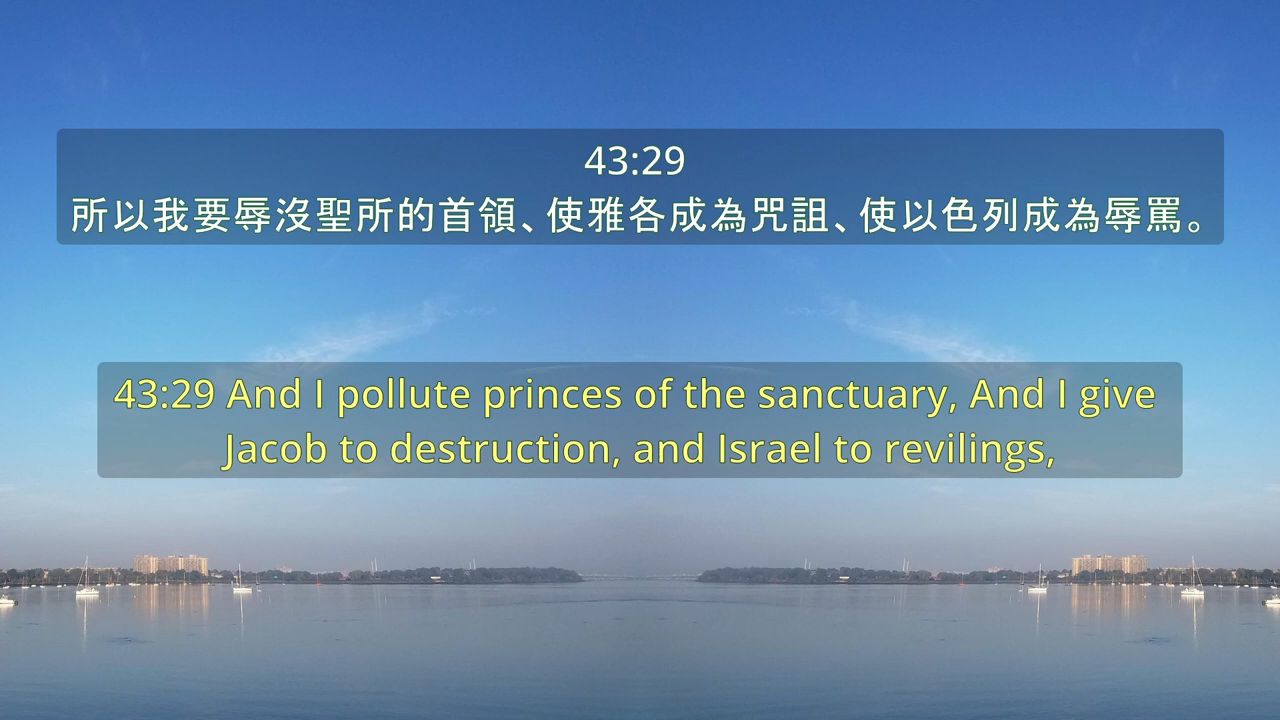 43:29
所以我要辱沒聖所的首領、使雅各成為咒詛、使以色列成為辱罵。
43:29 And I pollute princes of the sanctuary, And I give
Jacob to destruction, and Israel to revilings,